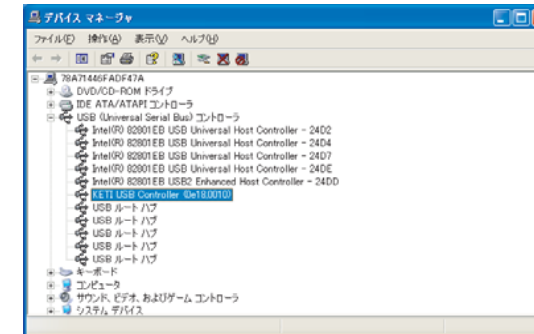 デバイス マネージャ
ファイル(F) 操作(A) 表示(V) ヘルプ(H)
78A71446FADF47A
DVD/CD-ROM ドライブ
IDE ATA/ATAPI コントローラ
USB (Universal Serial Bus) コントローラ
Intel(R) 82801EB USB Universal Host Controller - 24D2
Intel(R) 82801EB USB Universal Host Controller - 24D4
Intel(R) 82801EB USB Universal Host Controller - 24D7
Intel(R) 82801EB USB Universal Host Controller - 24DE
Intel(R) 82801EB USB2 Enhanced Host Controller - 24DD
KETI USB Controller (0e18:0010)
USB ルート ハブ
USB ルート ハブ
USB ルート ハブ
USB ルート ハブ
USB ルート ハブ
キーボード
コンピュータ
サウンド、ビデオ、およびゲーム コントローラ
システム デバイス